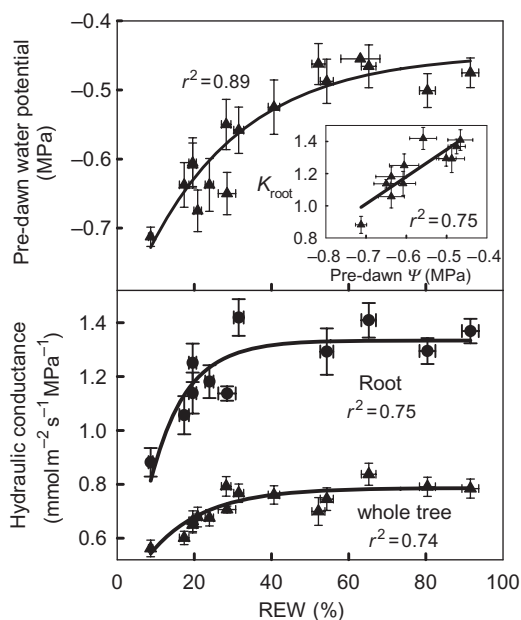 −0.4
−0.5
−0.6
−0.7
Pre-dawn water potential
(MPa)
r²=0.89
1.4
1.2
1.0
0.8
K_root
r²=0.75
−0.8 −0.7 −0.6 −0.5 −0.4
Pre-dawn Ψ (MPa)
1.4
1.2
1.0
0.8
0.6
Hydraulic conductance
(mmol m⁻² s⁻¹ MPa⁻¹)
Root
r²=0.75
whole tree
r²=0.74
0 20 40 60 80 100
REW (%)